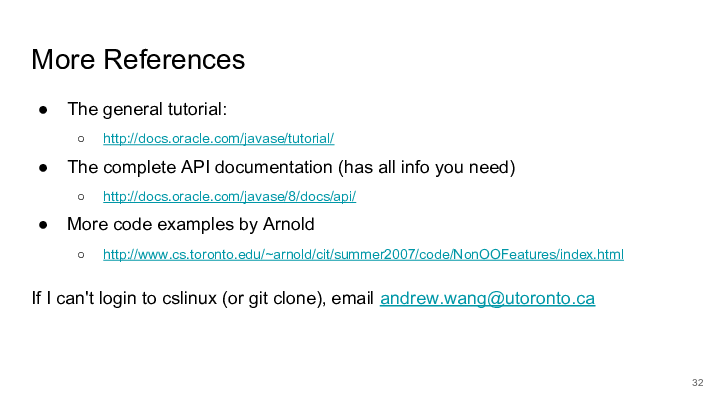 More References
● The general tutorial:
○ http://docs.oracle.com/javase/tutorial/
● The complete API documentation (has all info you need)
○ http://docs.oracle.com/javase/8/docs/api/
● More code examples by Arnold
○ http://www.cs.toronto.edu/~arnold/cit/summer2007/code/NonOOFeatures/index.html
If I can't login to cslinux (or git clone), email andrew.wang@utoronto.ca
32